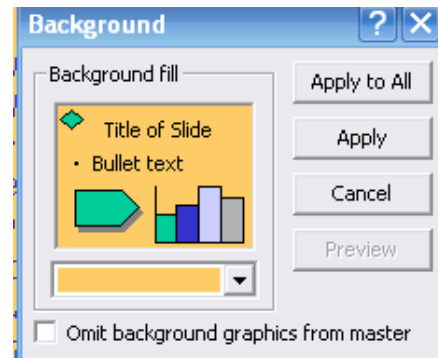 Background
Background fill
Title of Slide
• Bullet text
Apply to All
Apply
Cancel
Preview
Omit background graphics from master